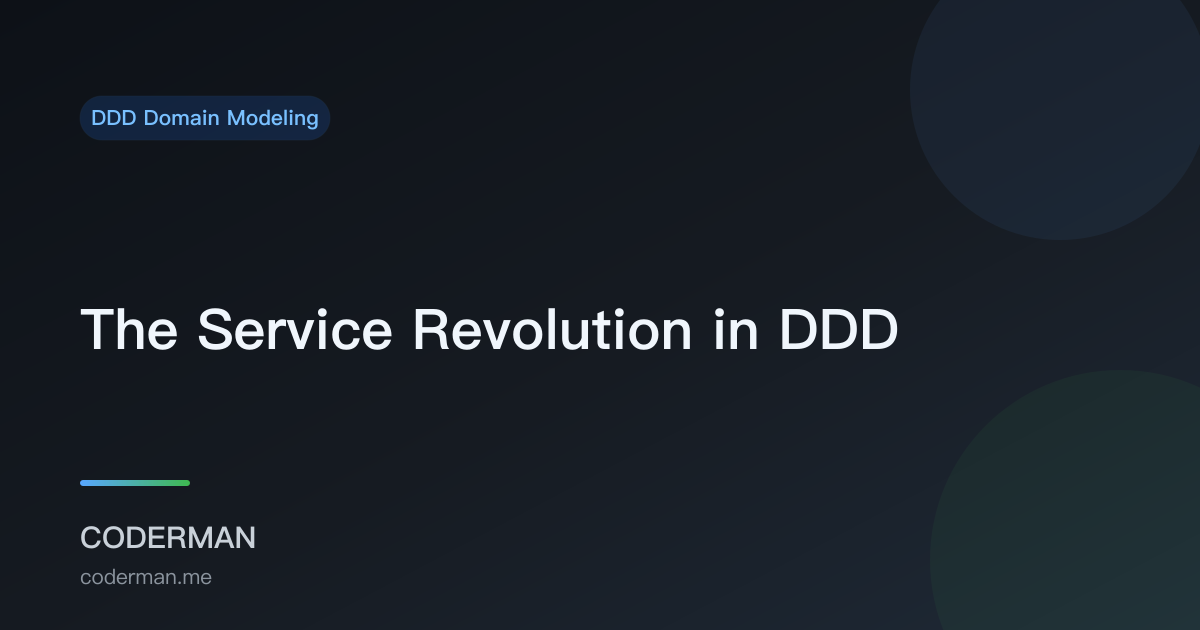 DDD Domain Modeling
The Service Revolution in DDD
CODERMAN
coderman.me